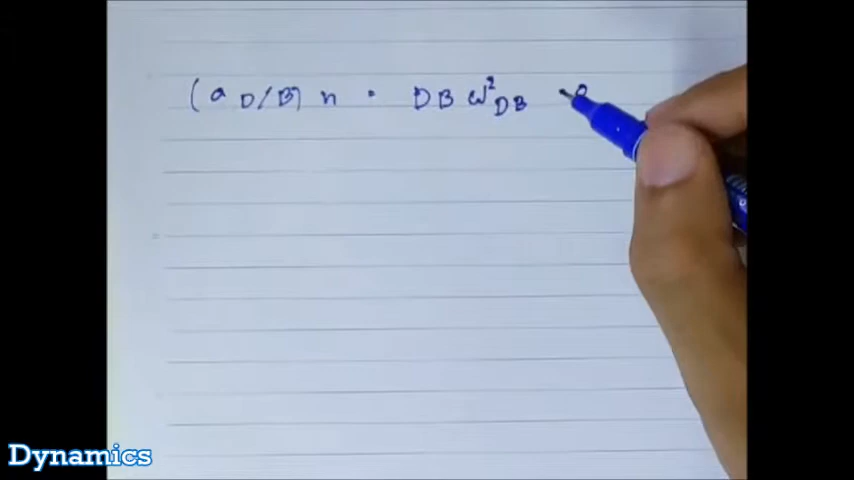 (a D/B) n = DB ω²DB
Dynamics